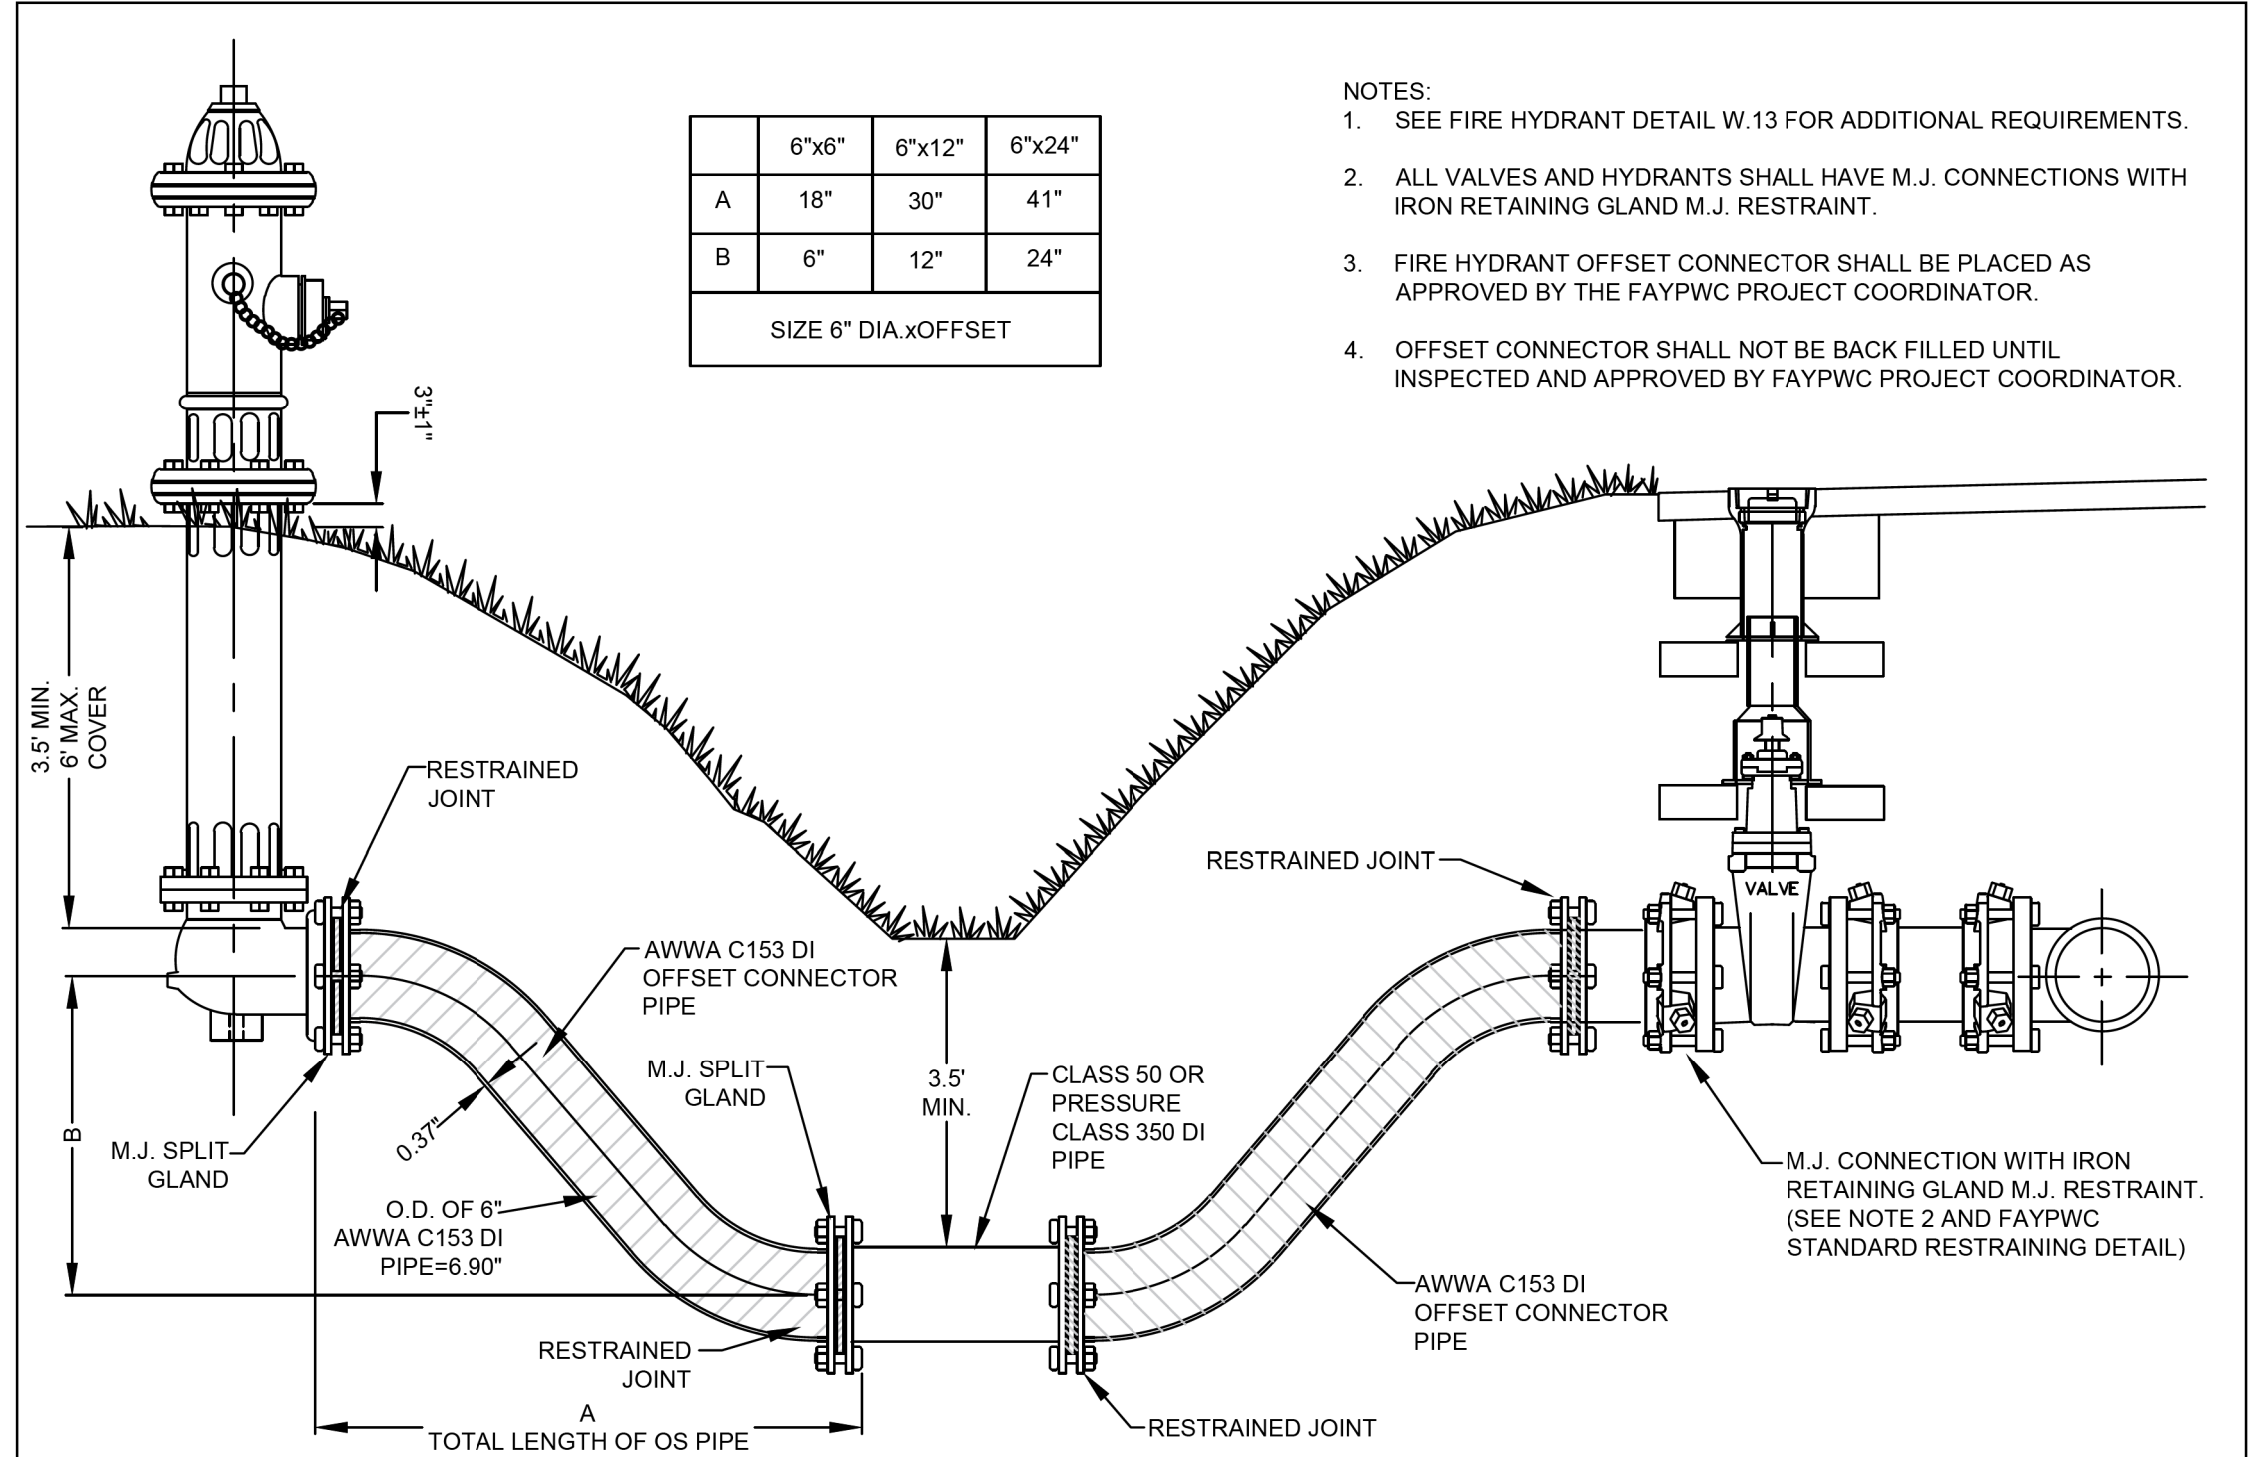 NOTES:
1. SEE FIRE HYDRANT DETAIL W.13 FOR ADDITIONAL REQUIREMENTS.
2. ALL VALVES AND HYDRANTS SHALL HAVE M.J. CONNECTIONS WITH
IRON RETAINING GLAND M.J. RESTRAINT.
3. FIRE HYDRANT OFFSET CONNECTOR SHALL BE PLACED AS
APPROVED BY THE FAYPWC PROJECT COORDINATOR.
4. OFFSET CONNECTOR SHALL NOT BE BACK FILLED UNTIL
INSPECTED AND APPROVED BY FAYPWC PROJECT COORDINATOR.
6"x6" 6"x12" 6"x24"
A 18" 30" 41"
B 6" 12" 24"
SIZE 6" DIA.xOFFSET
3"±1"
3.5' MIN.
6' MAX.
COVER
RESTRAINED
JOINT
RESTRAINED JOINT
VALVE
AWWA C153 DI
OFFSET CONNECTOR
PIPE
M.J. SPLIT
GLAND
3.5'
MIN.
CLASS 50 OR
PRESSURE
CLASS 350 DI
PIPE
B
0.37"
M.J. SPLIT
GLAND
O.D. OF 6"
AWWA C153 DI
PIPE=6.90"
M.J. CONNECTION WITH IRON
RETAINING GLAND M.J. RESTRAINT.
(SEE NOTE 2 AND FAYPWC
STANDARD RESTRAINING DETAIL)
AWWA C153 DI
OFFSET CONNECTOR
PIPE
RESTRAINED
JOINT
A
TOTAL LENGTH OF OS PIPE
RESTRAINED JOINT